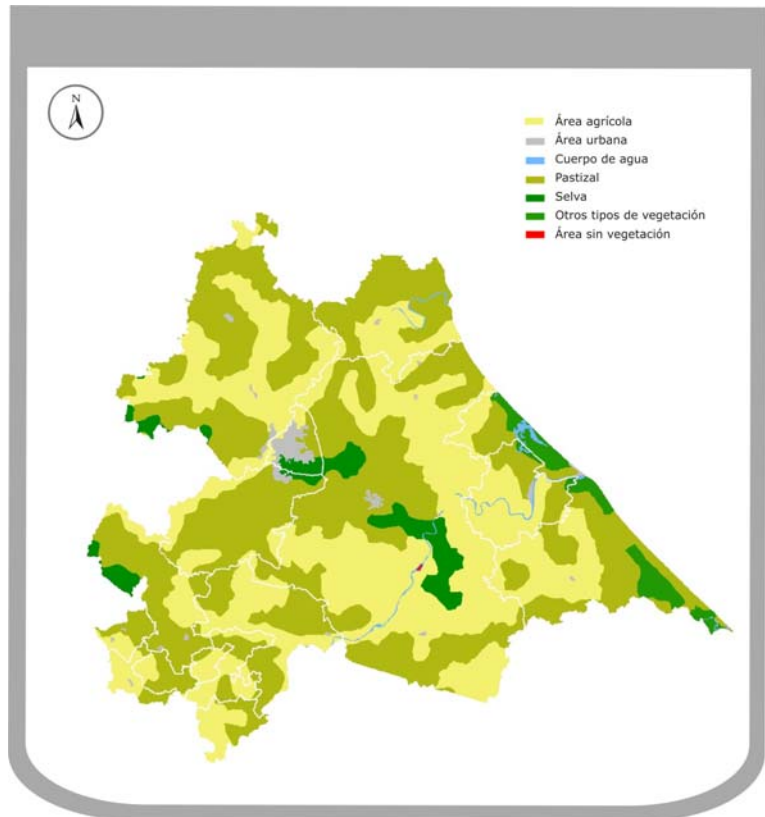 N
Área agrícola
Área urbana
Cuerpo de agua
Pastizal
Selva
Otros tipos de vegetación
Área sin vegetación